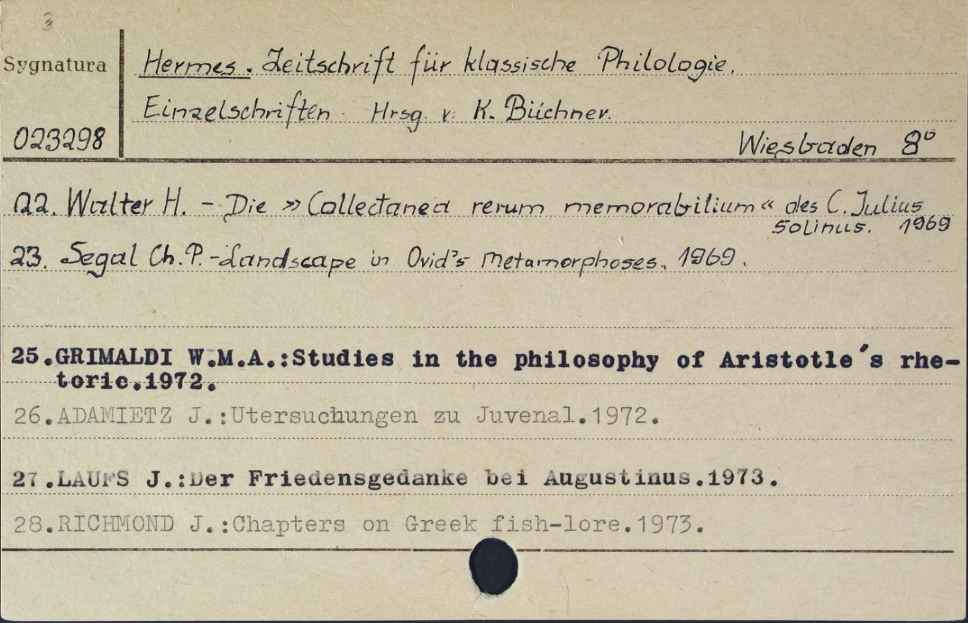 3
Sygnatura
Hermes. Zeitschrift für klassische Philologie.
Einzelschriften. Hrsg. v. K. Büchner.
023298
Wiesbaden 8°
22. Walter H. - Die »Collectanea rerum memorabilium« des C. Julius
Solinus. 1969
23. Segal Ch. P. - Landscape in Ovid's Metamorphoses. 1969.
25.GRIMALDI W.M.A.:Studies in the philosophy of Aristotle's rhe-
toric.1972.
26.ADAMIETZ J.:Utersuchungen zu Juvenal.1972.
27.LAUFS J.:Der Friedensgedanke bei Augustinus.1973.
28.RICHMOND J.:Chapters on Greek fish-lore.1973.